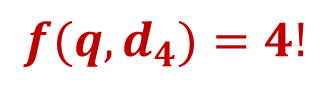 f(q, d₄) = 4!